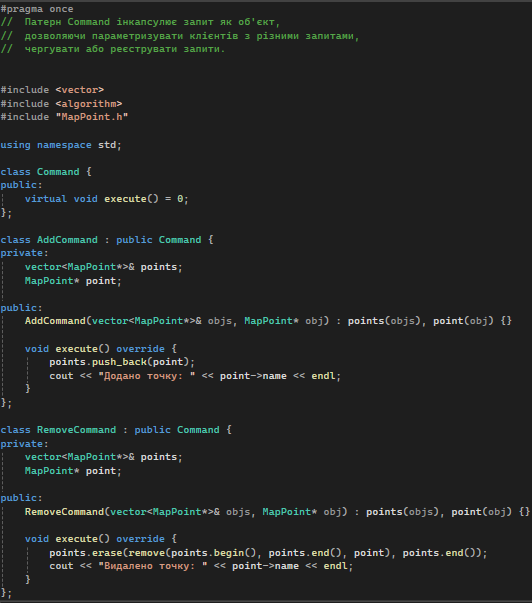 #pragma once
//  Патерн Command інкапсулює запит як об'єкт,
//  дозволяючи параметризувати клієнтів з різними запитами,
//  чергувати або реєструвати запити.
#include <vector>
#include <algorithm>
#include "MapPoint.h"
using namespace std;
class Command {
public:
    virtual void execute() = 0;
};
class AddCommand : public Command {
private:
    vector<MapPoint*>& points;
    MapPoint* point;
public:
    AddCommand(vector<MapPoint*>& objs, MapPoint* obj) : points(objs), point(obj) {}
    void execute() override {
        points.push_back(point);
        cout << "Додано точку: " << point->name << endl;
    }
};
class RemoveCommand : public Command {
private:
    vector<MapPoint*>& points;
    MapPoint* point;
public:
    RemoveCommand(vector<MapPoint*>& objs, MapPoint* obj) : points(objs), point(obj) {}
    void execute() override {
        points.erase(remove(points.begin(), points.end(), point), points.end());
        cout << "Видалено точку: " << point->name << endl;
    }
};